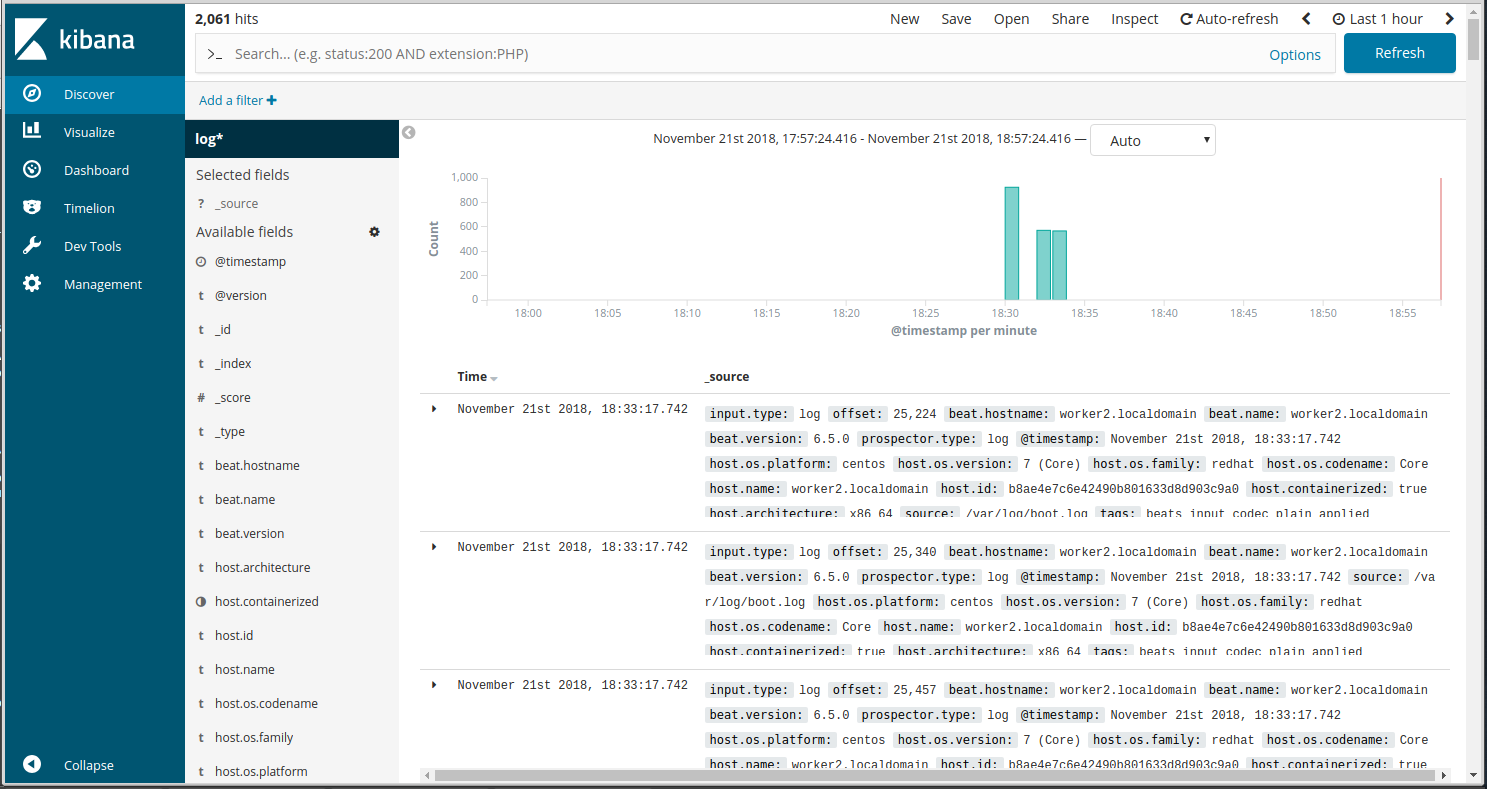 kibana
Discover
Visualize
Dashboard
Timelion
Dev Tools
Management
Collapse
2,061 hits
New Save Open Share Inspect Auto-refresh Last 1 hour
>_ Search... (e.g. status:200 AND extension:PHP) Options Refresh
Add a filter +
log*
Selected fields
? _source
Available fields
@timestamp
t @version
t _id
t _index
# _score
t _type
t beat.hostname
t beat.name
t beat.version
t host.architecture
host.containerized
t host.id
t host.name
t host.os.codename
t host.os.family
t host.os.platform
November 21st 2018, 17:57:24.416 - November 21st 2018, 18:57:24.416 — Auto
Count
1,000
800
600
400
200
0
18:00 18:05 18:10 18:15 18:20 18:25 18:30 18:35 18:40 18:45 18:50 18:55
@timestamp per minute
Time _source
November 21st 2018, 18:33:17.742 input.type: log offset: 25,224 beat.hostname: worker2.localdomain beat.name: worker2.localdomain
beat.version: 6.5.0 prospector.type: log @timestamp: November 21st 2018, 18:33:17.742
host.os.platform: centos host.os.version: 7 (Core) host.os.family: redhat host.os.codename: Core
host.name: worker2.localdomain host.id: b8ae4e7c6e42490b801633d8d903c9a0 host.containerized: true
host.architecture: x86_64 source: /var/log/boot.log tags: beats_input_codec_plain_applied
November 21st 2018, 18:33:17.742 input.type: log offset: 25,340 beat.hostname: worker2.localdomain beat.name: worker2.localdomain
beat.version: 6.5.0 prospector.type: log @timestamp: November 21st 2018, 18:33:17.742 source: /va
r/log/boot.log host.os.platform: centos host.os.version: 7 (Core) host.os.family: redhat
host.os.codename: Core host.name: worker2.localdomain host.id: b8ae4e7c6e42490b801633d8d903c9a0
host.containerized: true host.architecture: x86_64 tags: beats_input_codec_plain_applied
November 21st 2018, 18:33:17.742 input.type: log offset: 25,457 beat.hostname: worker2.localdomain beat.name: worker2.localdomain
beat.version: 6.5.0 prospector.type: log @timestamp: November 21st 2018, 18:33:17.742
host.os.platform: centos host.os.version: 7 (Core) host.os.family: redhat host.os.codename: Core
host.name: worker2.localdomain host.id: b8ae4e7c6e42490b801633d8d903c9a0 host.containerized: true